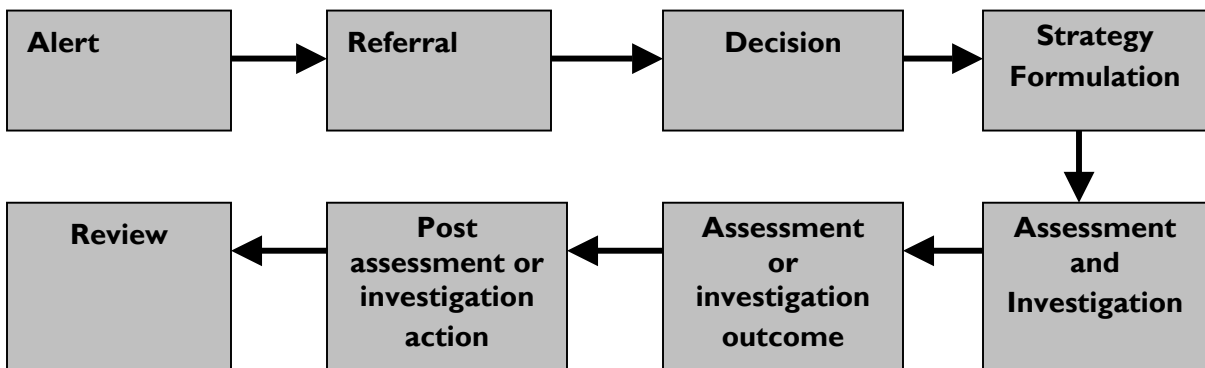 Alert
Referral
Decision
Strategy
Formulation
Assessment
and
Investigation
Assessment
or
investigation
outcome
Post
assessment or
investigation
action
Review